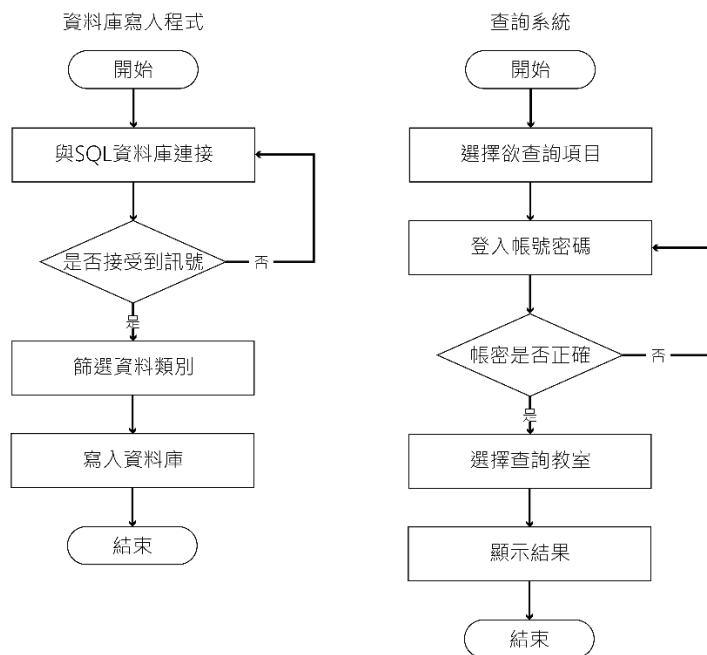 資料庫寫入程式
開始
與SQL資料庫連接
是否接受到訊號
否
是
篩選資料類別
寫入資料庫
結束
查詢系統
開始
選擇欲查詢項目
登入帳號密碼
帳密是否正確
否
是
選擇查詢教室
顯示結果
結束